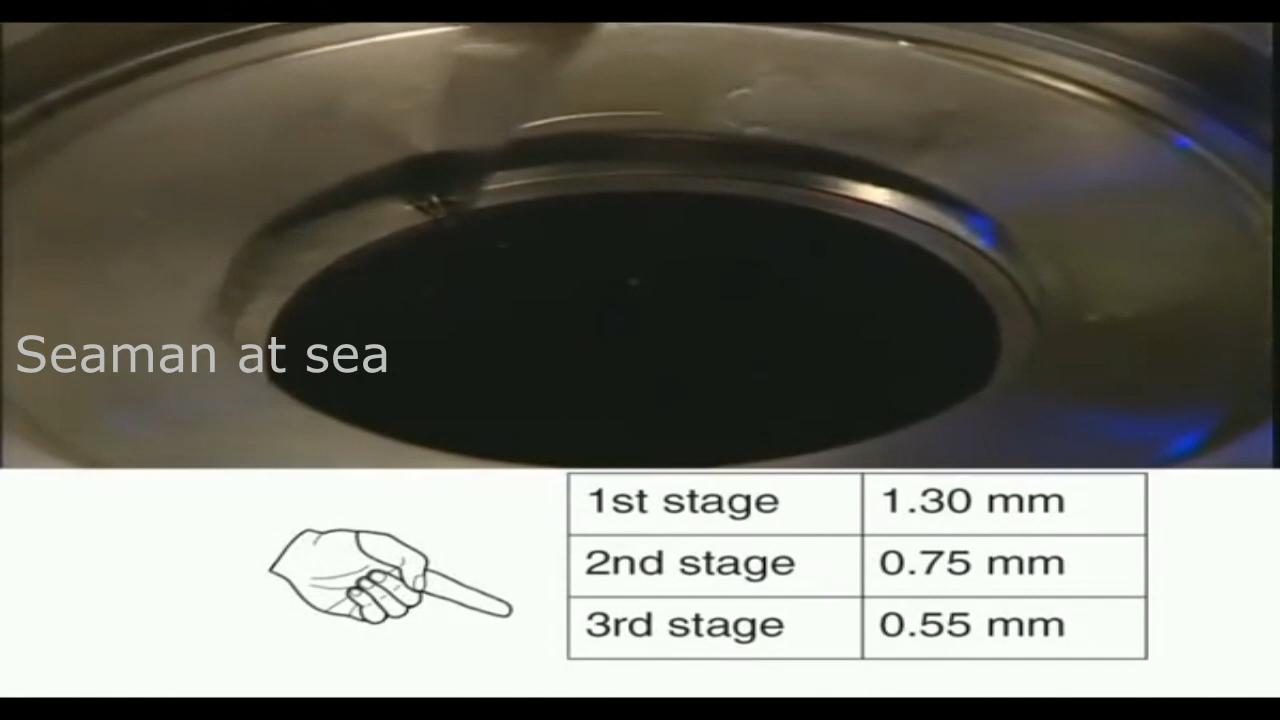 Seaman at sea
1st stage 1.30 mm
2nd stage 0.75 mm
3rd stage 0.55 mm